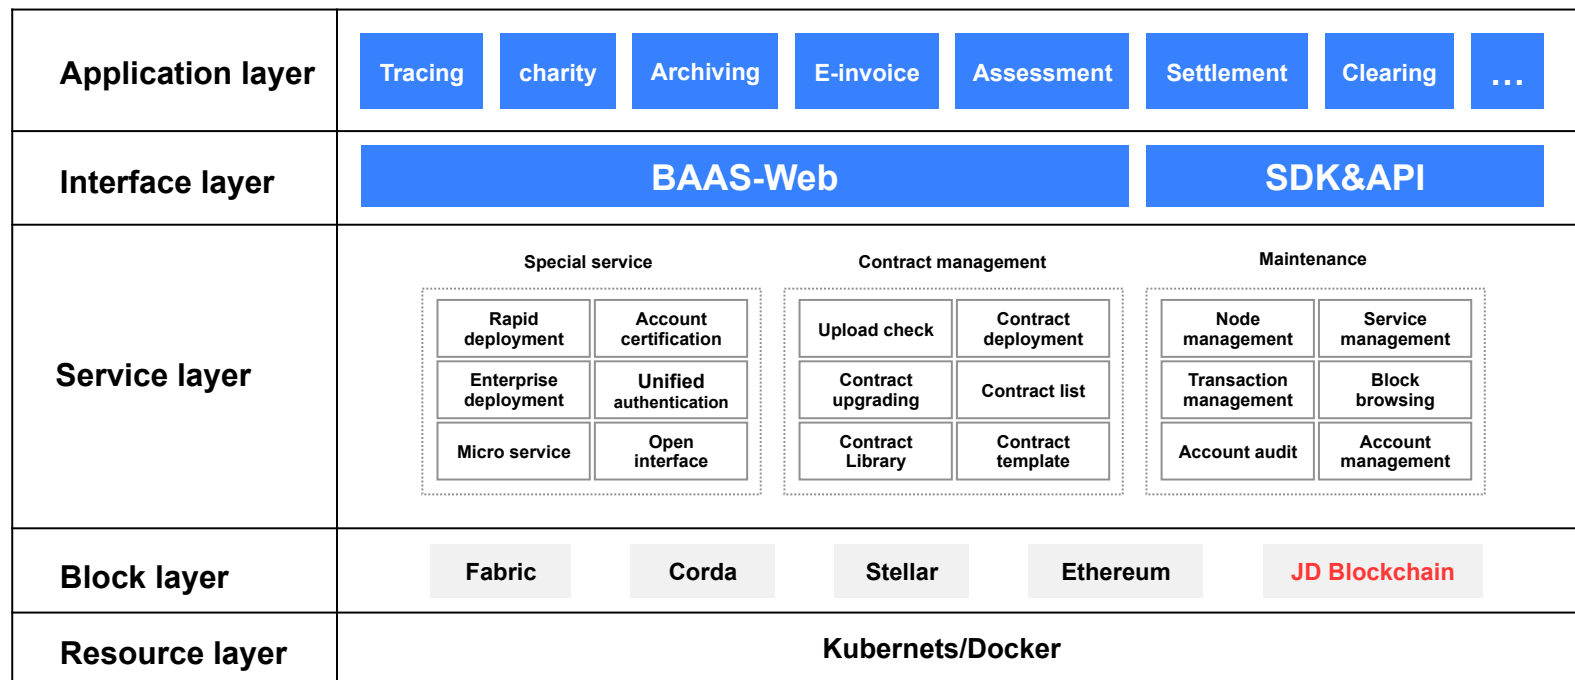 Application layer
Tracing
charity
Archiving
E-invoice
Assessment
Settlement
Clearing
...
Interface layer
BAAS-Web
SDK&API
Service layer
Special service
Rapid
deployment
Account
certification
Enterprise
deployment
Unified
authentication
Micro service
Open
interface
Contract management
Upload check
Contract
deployment
Contract
upgrading
Contract list
Contract
Library
Contract
template
Maintenance
Node
management
Service
management
Transaction
management
Block
browsing
Account audit
Account
management
Block layer
Fabric
Corda
Stellar
Ethereum
JD Blockchain
Resource layer
Kubernets/Docker